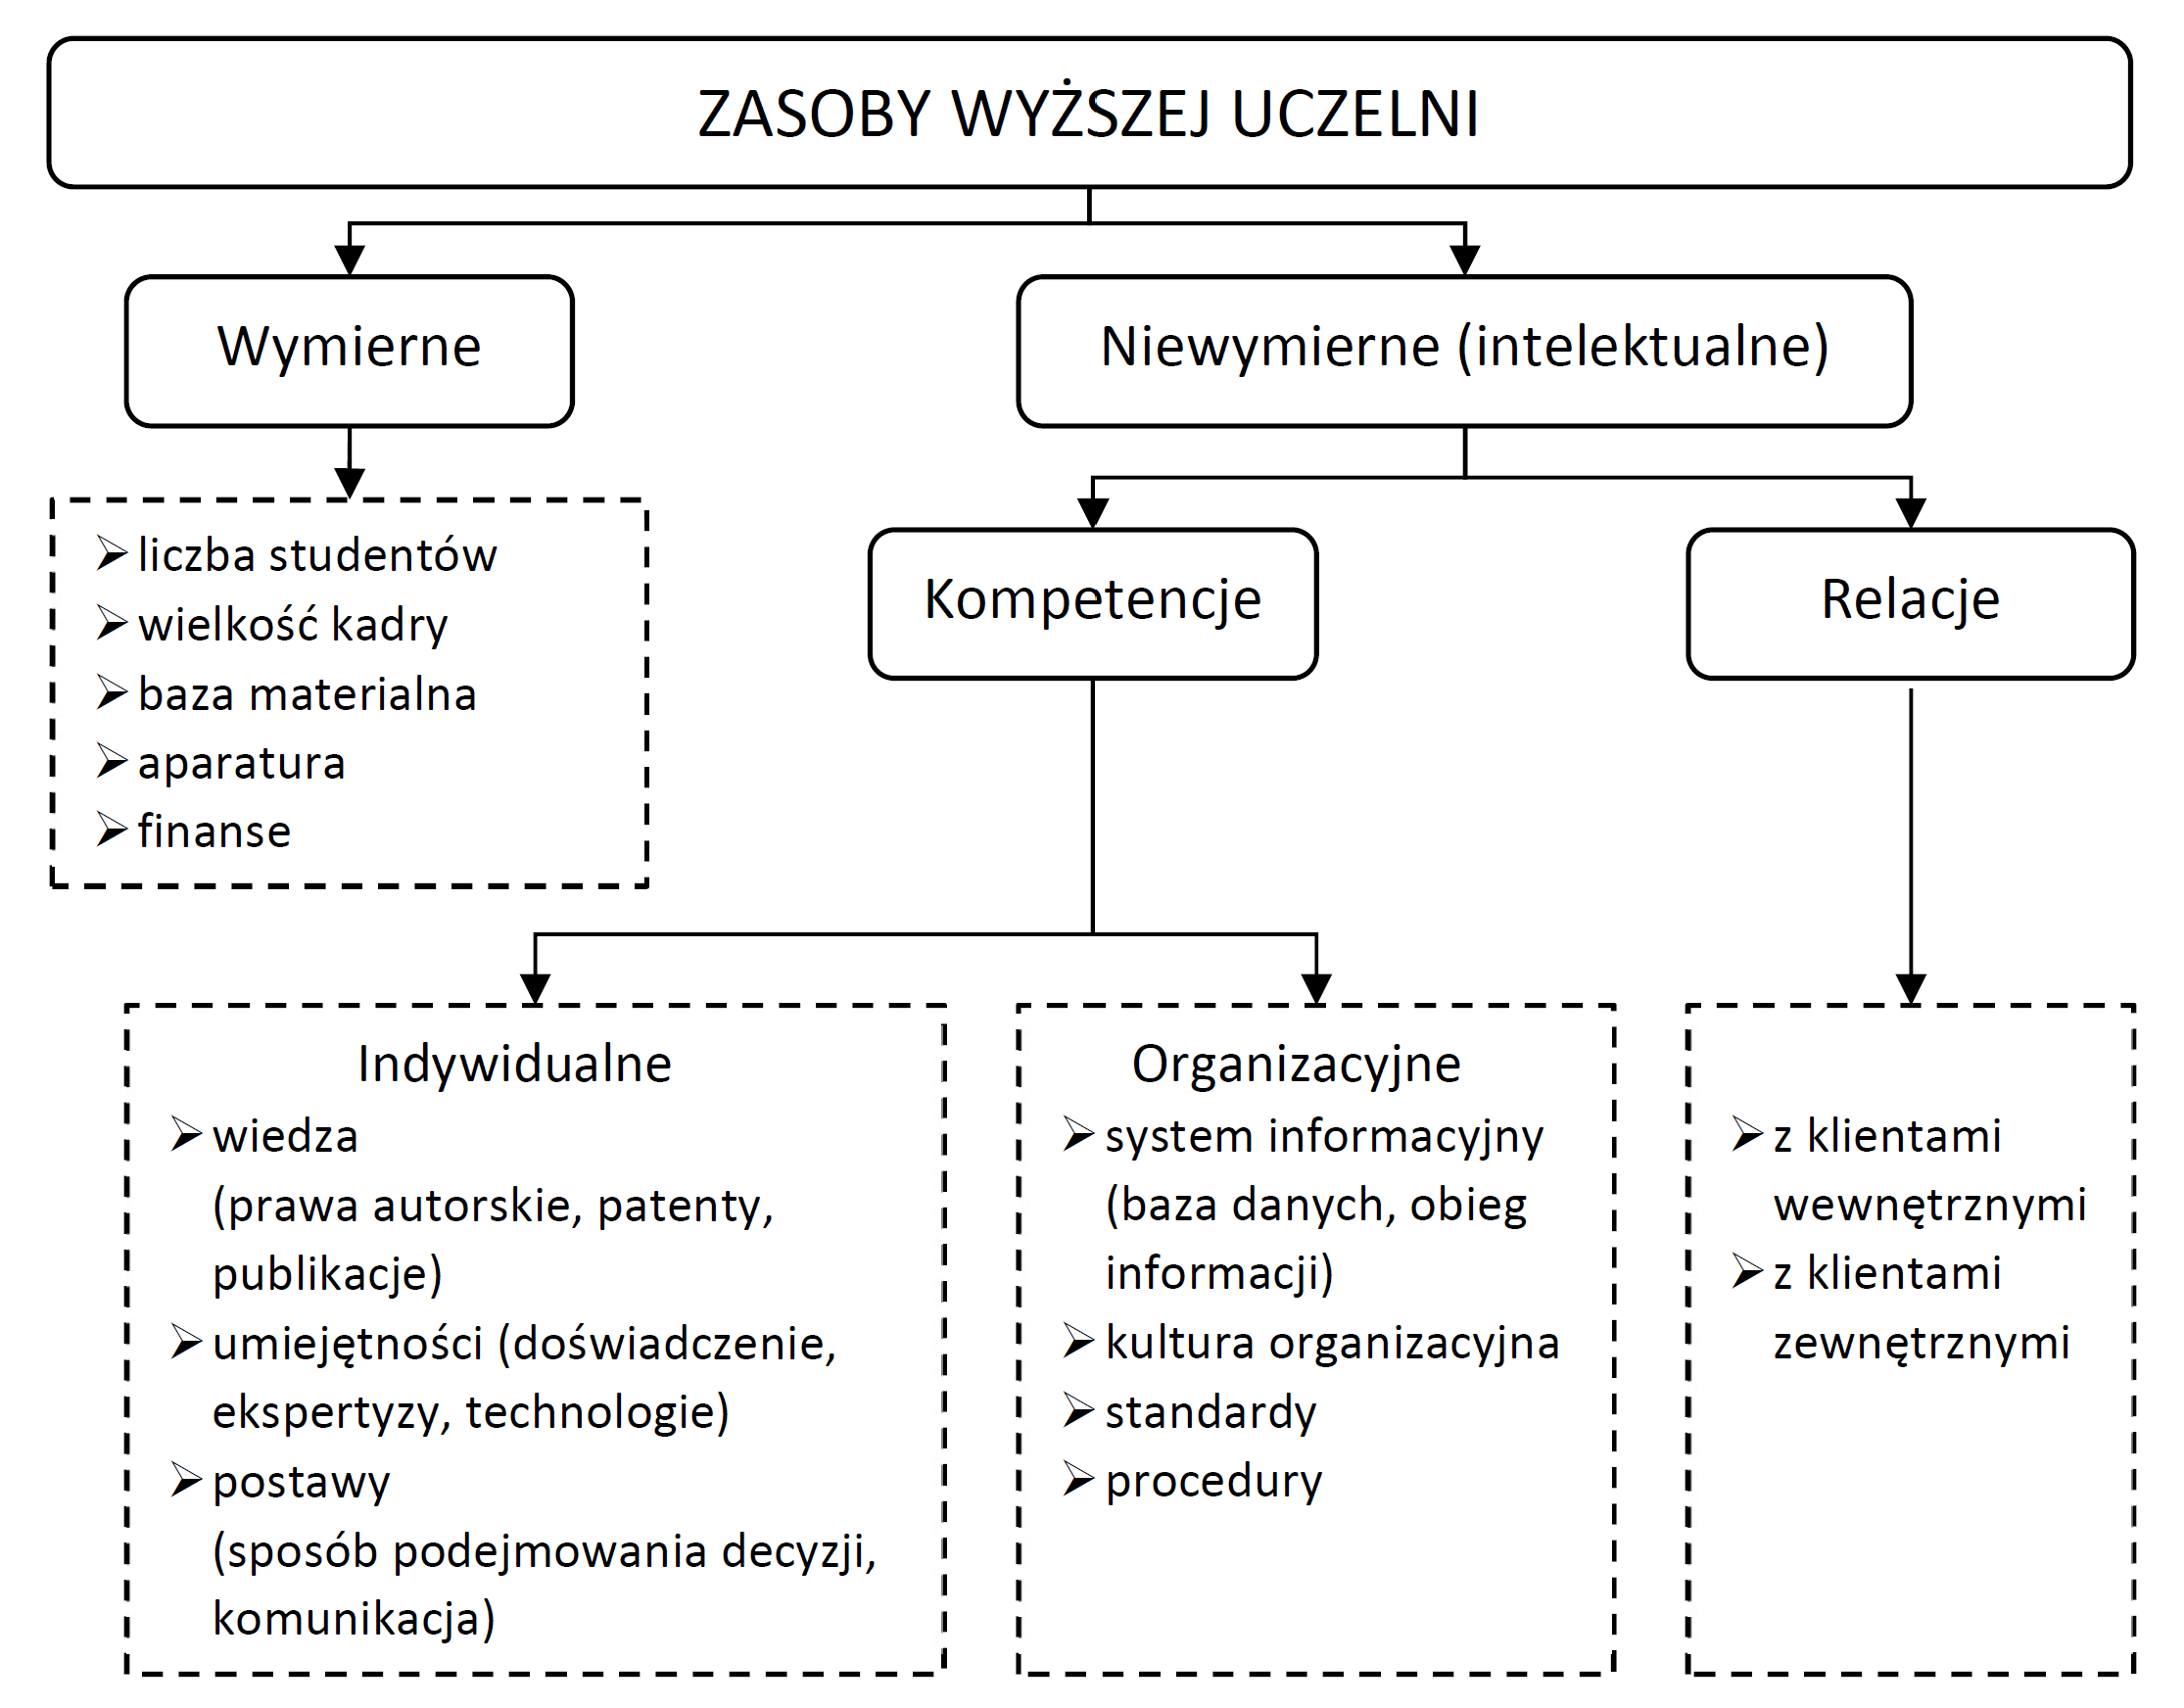 ZASOBY WYŻSZEJ UCZELNI
Wymierne
Niewymierne (intelektualne)
➢ liczba studentów
➢ wielkość kadry
➢ baza materialna
➢ aparatura
➢ finanse
Kompetencje
Relacje
Indywidualne
➢ wiedza
(prawa autorskie, patenty,
publikacje)
➢ umiejętności (doświadczenie,
ekspertyzy, technologie)
➢ postawy
(sposób podejmowania decyzji,
komunikacja)
Organizacyjne
➢ system informacyjny
(baza danych, obieg
informacji)
➢ kultura organizacyjna
➢ standardy
➢ procedury
➢ z klientami
wewnętrznymi
➢ z klientami
zewnętrznymi